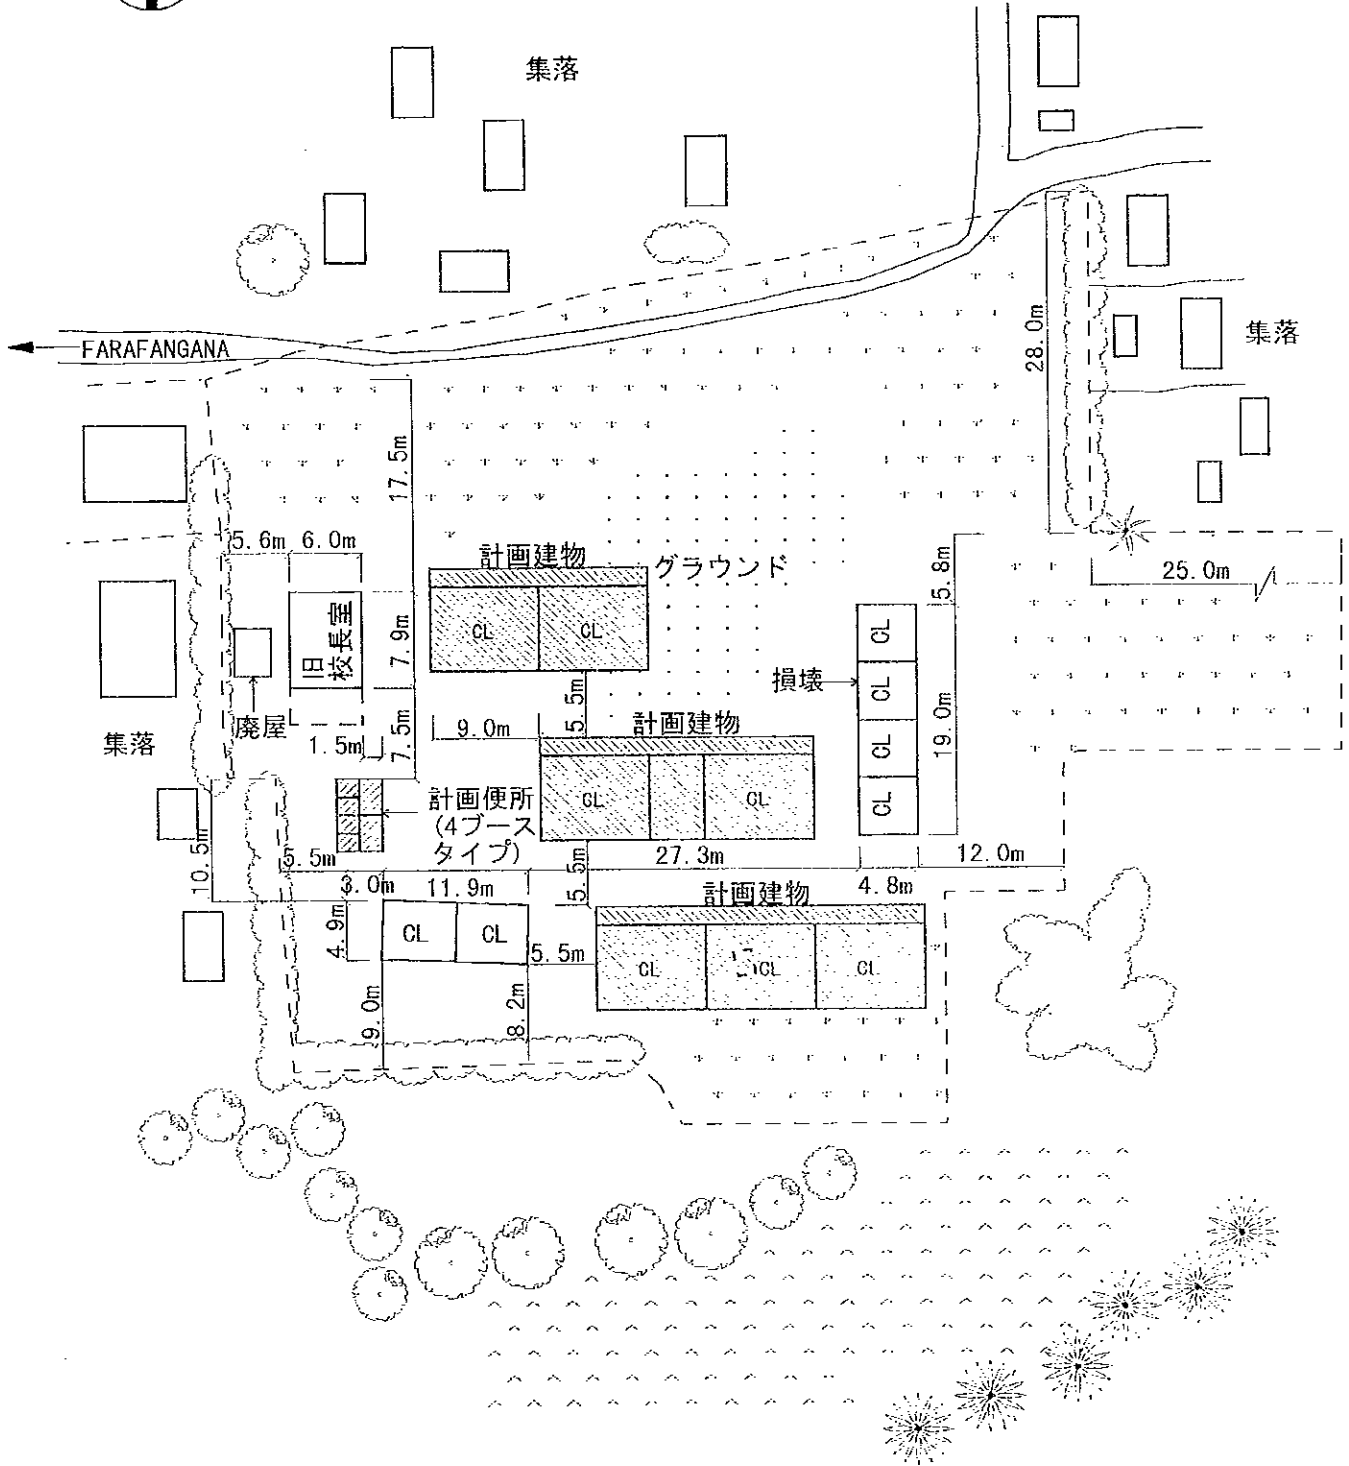 集落
FARAFANGANA
28.0m
集落
17.5m
5.6m
6.0m
計画建物
グラウンド
5.8m
25.0m
旧
校長室
7.9m
CL
CL
CL
損壊
CL
集落
廃屋
1.5m
7.5m
9.0m
5.5m
計画建物
19.0m
CL
CL
CL
CL
計画便所
(4ブース
タイプ)
10.5m
5.5m
27.3m
12.0m
3.0m
11.9m
5.5m
計画建物
4.8m
4.9m
CL
CL
5.5m
CL
CL
CL
9.0m
8.2m